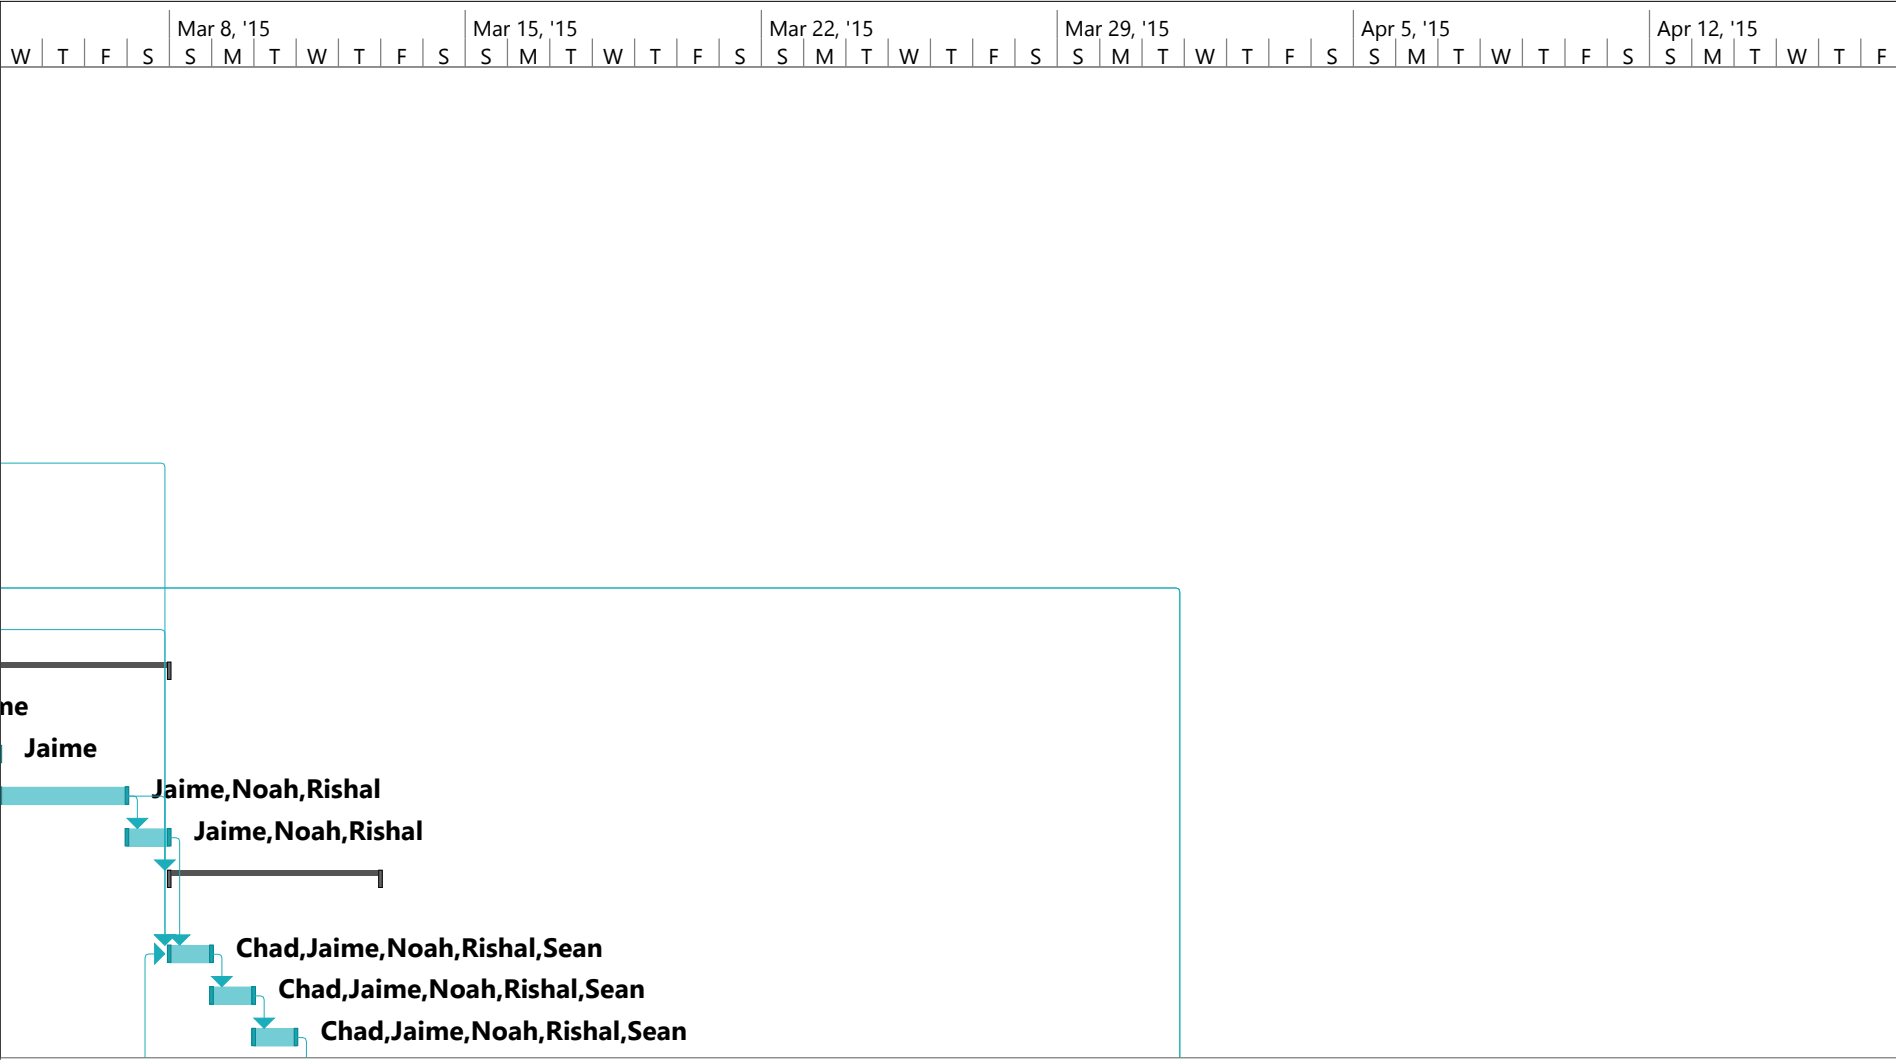 Mar 8, '15 Mar 15, '15 Mar 22, '15 Mar 29, '15 Apr 5, '15 Apr 12, '15
W T F S S M T W T F S S M T W T F S S M T W T F S S M T W T F S S M T W T F S S M T W T F
me
Jaime
Jaime,Noah,Rishal
Jaime,Noah,Rishal
Chad,Jaime,Noah,Rishal,Sean
Chad,Jaime,Noah,Rishal,Sean
Chad,Jaime,Noah,Rishal,Sean